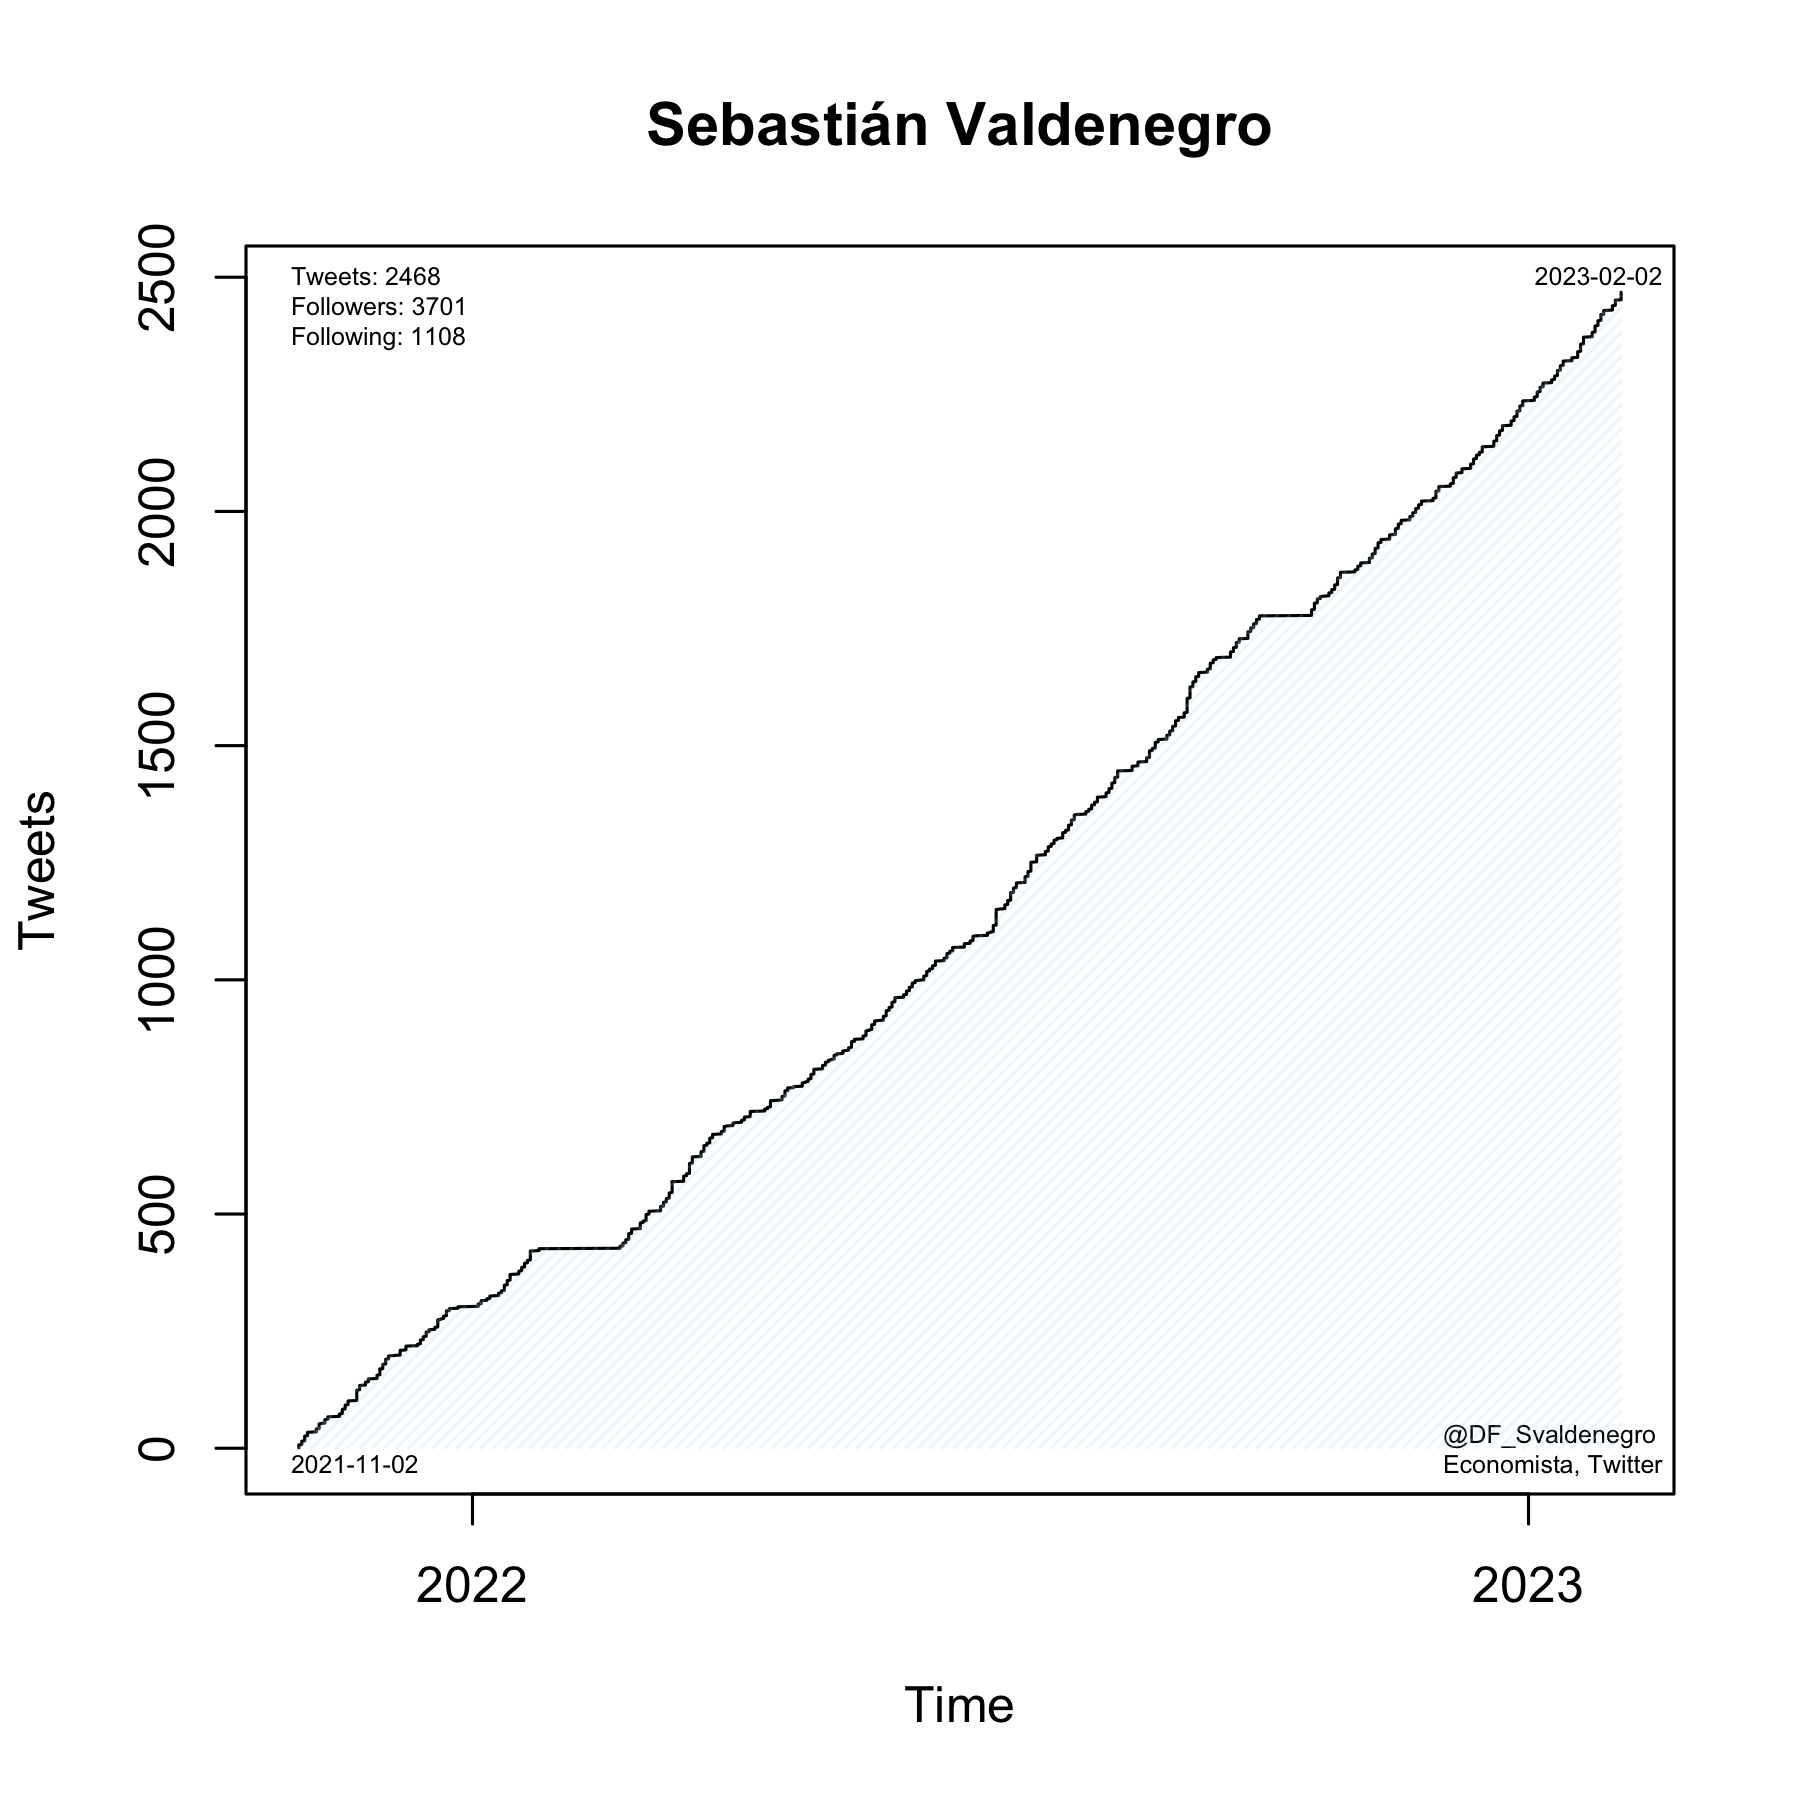 Sebastián Valdenegro
Tweets: 2468
Followers: 3701
Following: 1108
2023-02-02
2500
2000
1500
1000
500
0
Tweets
2021-11-02
@DF_Svaldenegro
Economista, Twitter
2022
2023
Time